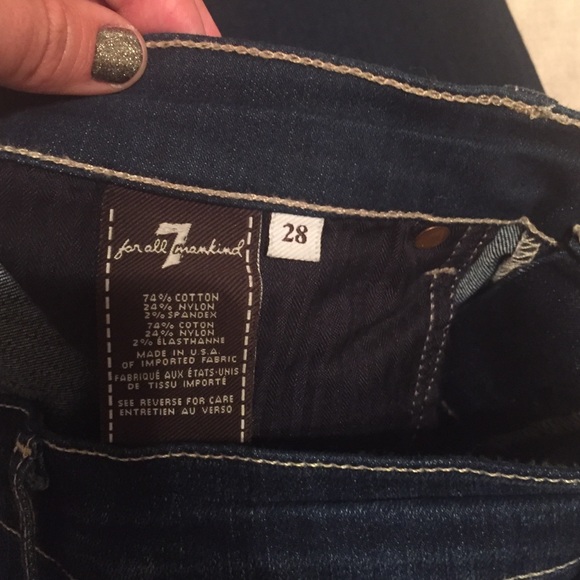 7
for all mankind
28
74% COTTON
24% NYLON
2% SPANDEX
74% COTON
24% NYLON
2% ÉLASTHANNE
MADE IN U.S.A.
OF IMPORTED FABRIC
FABRIQUÉ AUX ÉTATS-UNIS
DE TISSU IMPORTÉ
SEE REVERSE FOR CARE
ENTRETIEN AU VERSO